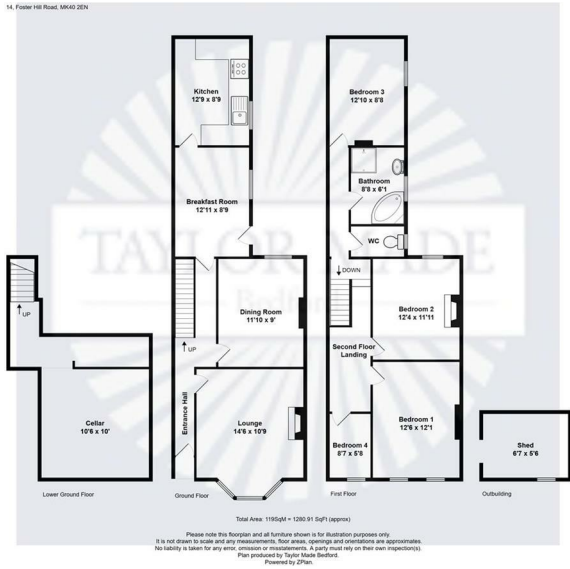 14, Foster Hill Road, MK40 2EN
Kitchen
12'9 x 8'9
Breakfast Room
12'11 x 8'9
Dining Room
11'10 x 9'
UP
Entrance Hall
Lounge
14'6 x 10'9
Ground Floor
UP
Cellar
10'6 x 10'
Lower Ground Floor
Bedroom 3
12'10 x 8'8
Bathroom
8'8 x 6'1
WC
DOWN
Bedroom 2
12'4 x 11'11
Second Floor
Landing
Bedroom 1
12'6 x 12'1
Bedroom 4
8'7 x 5'8
First Floor
Shed
6'7 x 5'6
Outbuilding
TAYLOR MADE
Bedford
Total Area: 119SqM = 1280.91 SqFt (approx)
Please note this floorplan and all furniture shown is for illustration purposes only.
It is not drawn to scale and any measurements, floor areas, openings and orientations are approximates.
No liability is taken for any error, omission or misstatements. A party must rely on their own inspection(s).
Plan produced by Taylor Made Bedford.
Powered by ZPlan.